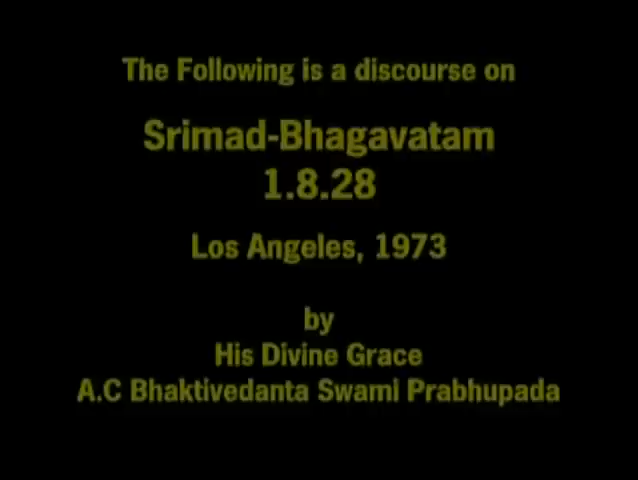 The Following is a discourse on
Srimad-Bhagavatam
1.8.28
Los Angeles, 1973
by
His Divine Grace
A.C Bhaktivedanta Swami Prabhupada